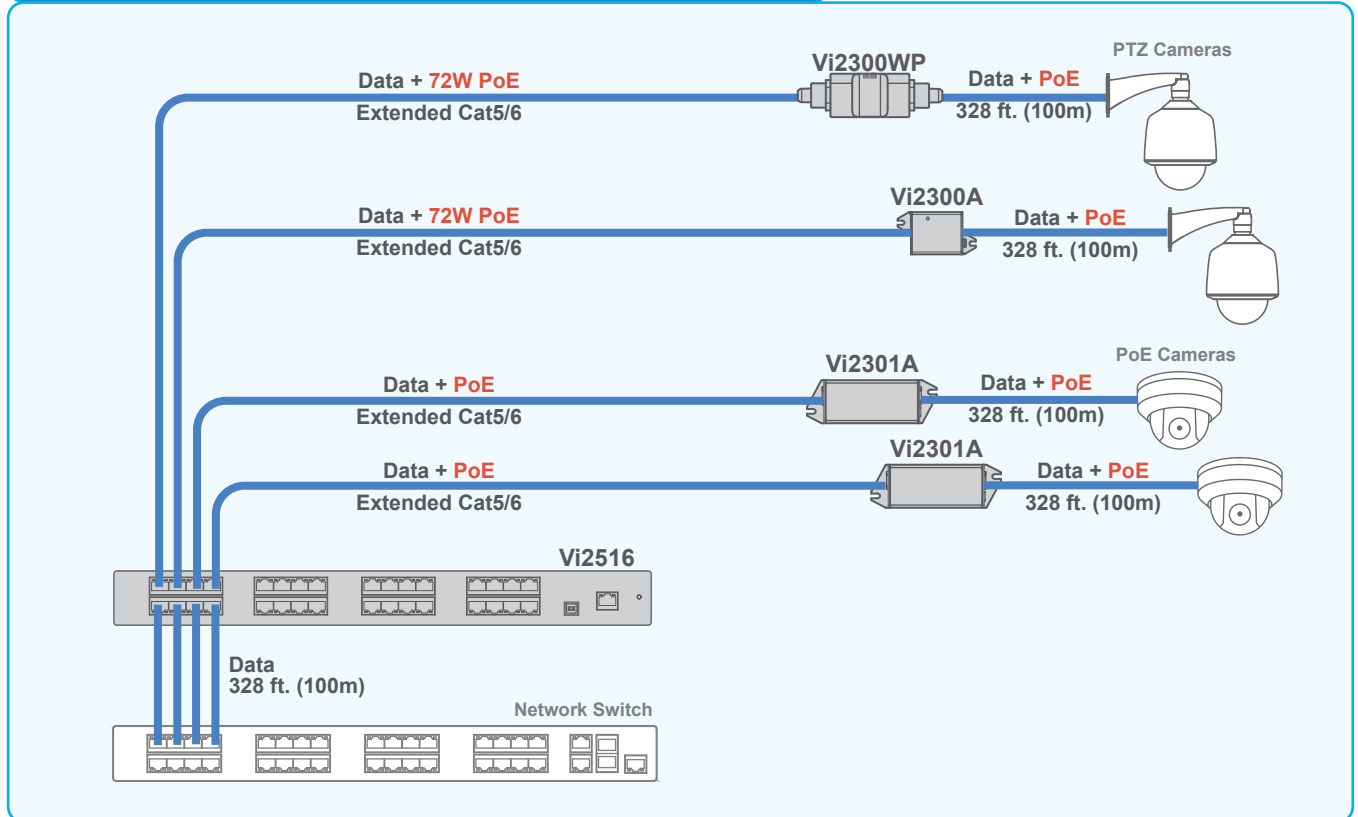 PTZ Cameras
Vi2300WP
Data + 72W PoE
Extended Cat5/6
Data + PoE
328 ft. (100m)
Vi2300A
Data + 72W PoE
Extended Cat5/6
Data + PoE
328 ft. (100m)
PoE Cameras
Vi2301A
Data + PoE
Extended Cat5/6
Data + PoE
328 ft. (100m)
Vi2301A
Data + PoE
Extended Cat5/6
Data + PoE
328 ft. (100m)
Vi2516
Data
328 ft. (100m)
Network Switch